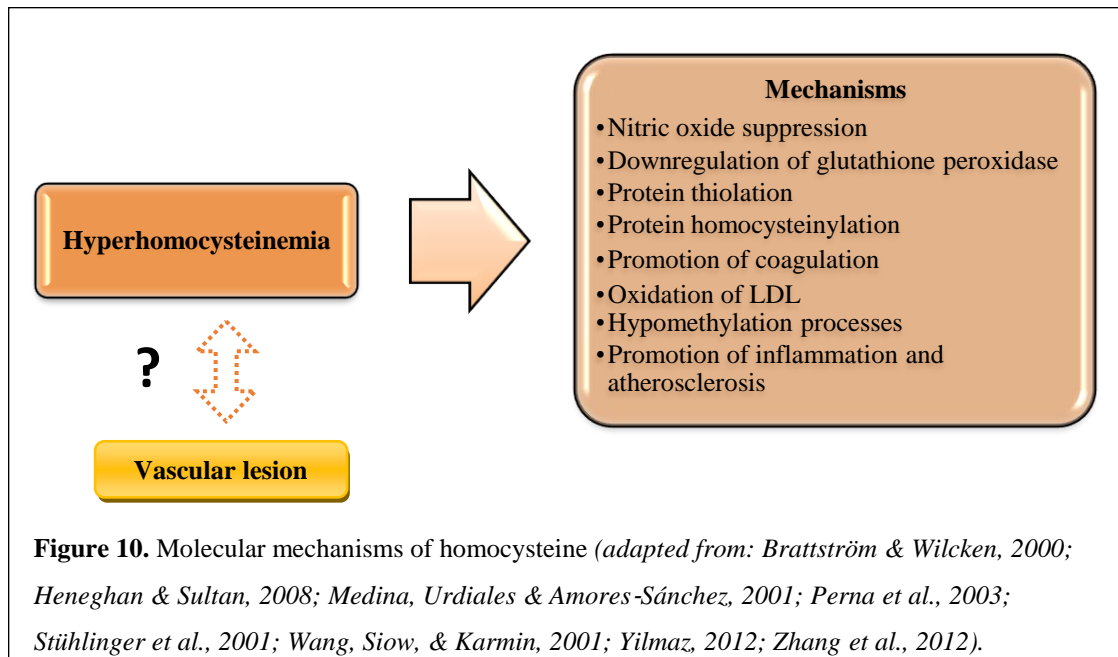 Mechanisms
•Nitric oxide suppression
•Downregulation of glutathione peroxidase
•Protein thiolation
•Protein homocysteinylation
•Promotion of coagulation
•Oxidation of LDL
•Hypomethylation processes
•Promotion of inflammation and
atherosclerosis
Hyperhomocysteinemia
?
Vascular lesion
Figure 10. Molecular mechanisms of homocysteine (adapted from: Brattström & Wilcken, 2000;
Heneghan & Sultan, 2008; Medina, Urdiales & Amores-Sánchez, 2001; Perna et al., 2003;
Stühlinger et al., 2001; Wang, Siow, & Karmin, 2001; Yilmaz, 2012; Zhang et al., 2012).